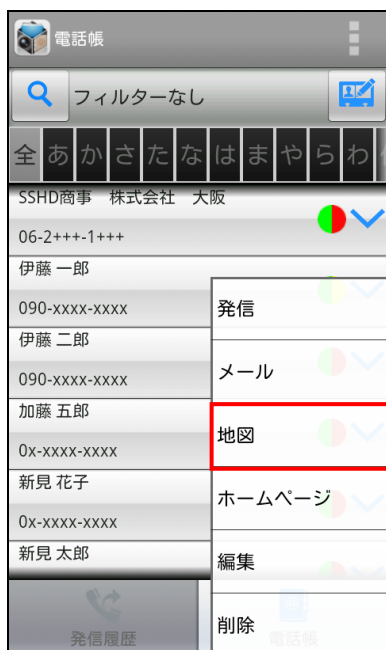 電話帳
フィルターなし
全 あ か さ た な は ま や ら わ
SSHD商事 株式会社 大阪
06-2+++-1+++
伊藤 一郎
090-xxxx-xxxx
伊藤 二郎
090-xxxx-xxxx
加藤 五郎
0x-xxxx-xxxx
新見 花子
0x-xxxx-xxxx
新見 太郎
発信
メール
地図
ホームページ
編集
削除
発信履歴
電話帳